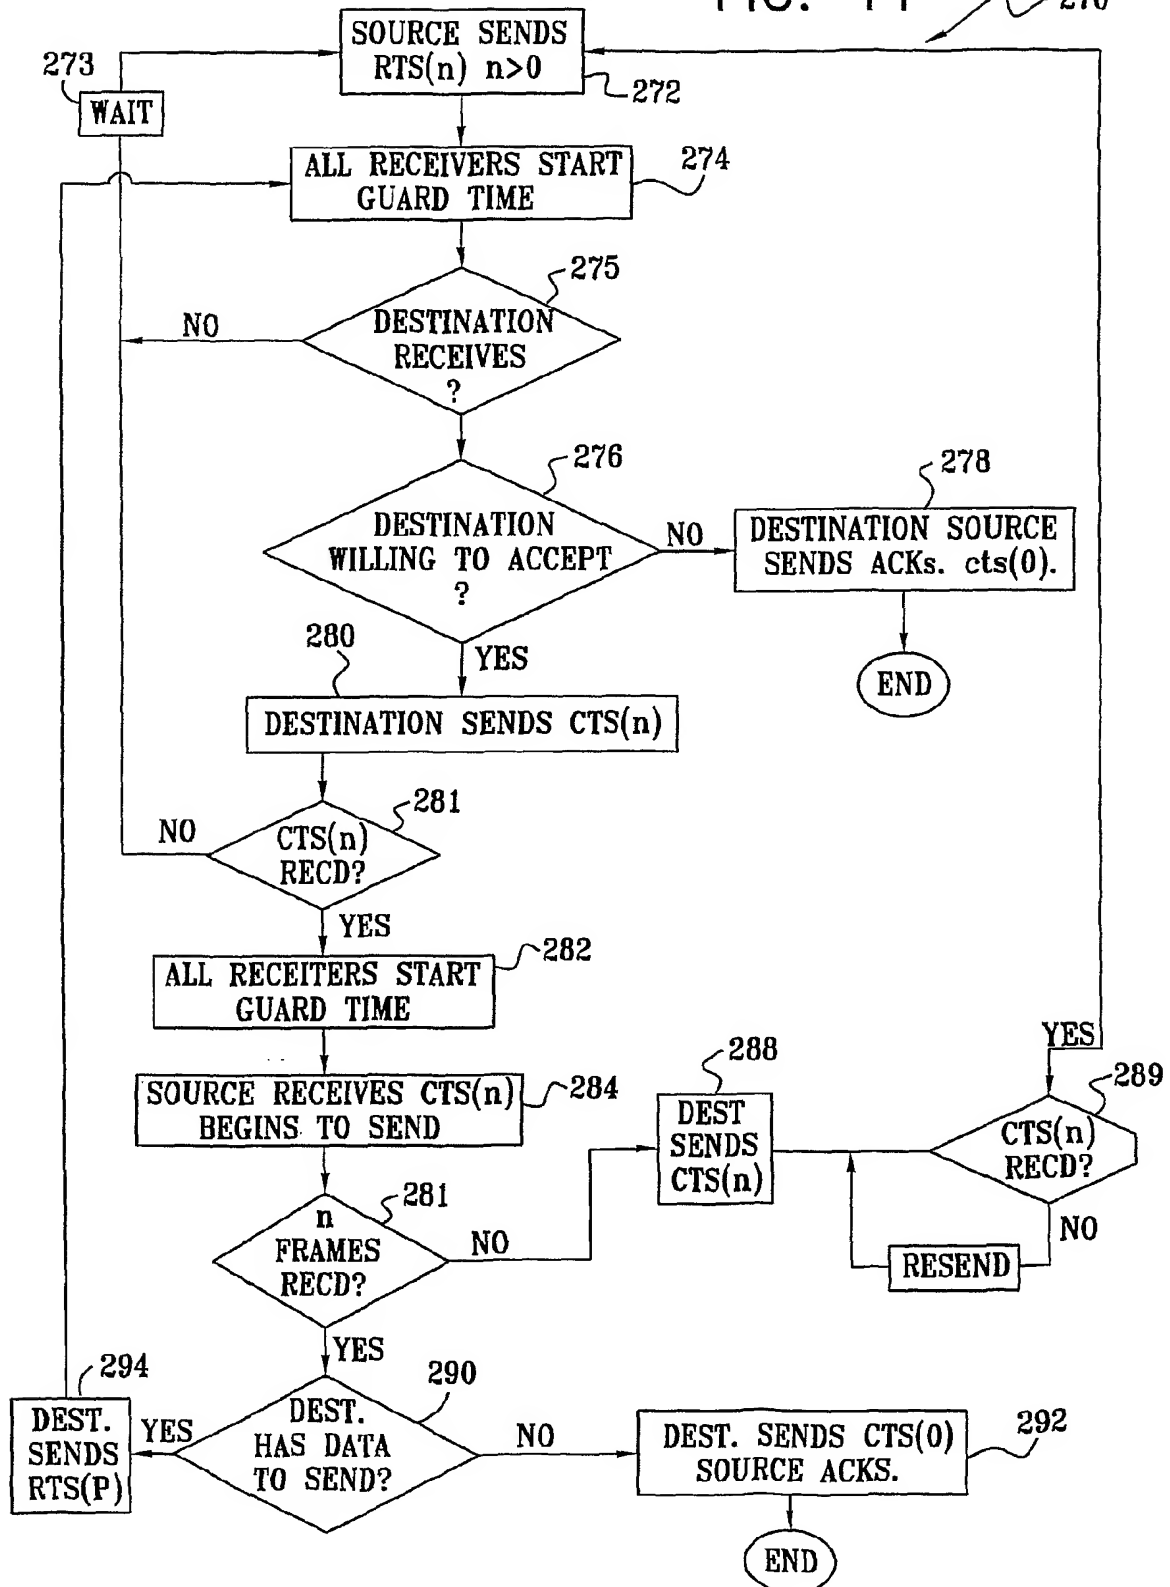 FIG. 11
270
SOURCE SENDS
RTS(n) n>0
272
273
WAIT
ALL RECEIVERS START
GUARD TIME
274
275
DESTINATION
RECEIVES
?
NO
276
DESTINATION
WILLING TO ACCEPT
?
NO
278
DESTINATION SOURCE
SENDS ACKs. cts(0).
END
YES
280
DESTINATION SENDS CTS(n)
281
CTS(n)
RECD?
NO
YES
282
ALL RECEITERS START
GUARD TIME
SOURCE RECEIVES CTS(n)
BEGINS TO SEND
284
281
n
FRAMES
RECD?
NO
288
DEST
SENDS
CTS(n)
YES
289
CTS(n)
RECD?
NO
RESEND
YES
290
DEST.
HAS DATA
TO SEND?
YES
294
DEST.
SENDS
RTS(P)
NO
DEST. SENDS CTS(0)
SOURCE ACKS.
292
END